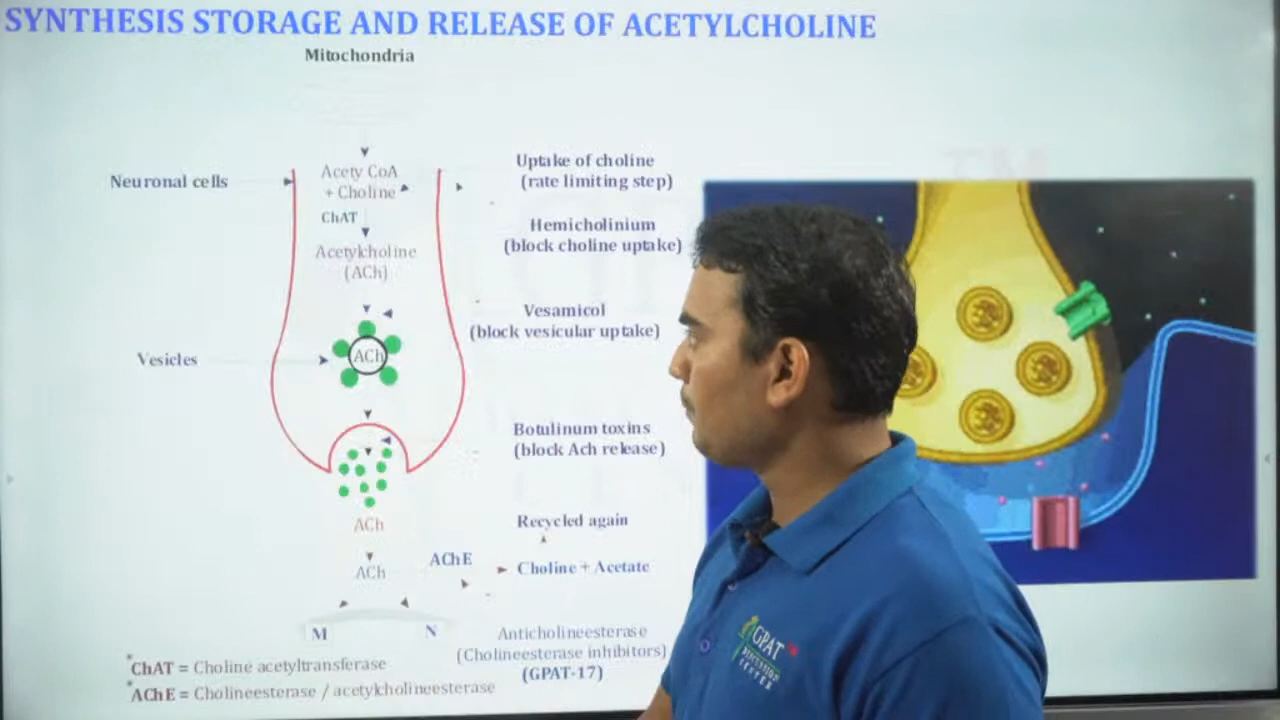 SYNTHESIS STORAGE AND RELEASE OF ACETYLCHOLINE
Mitochondria
Neuronal cells
Acety CoA
+ Choline
ChAT
Acetylcholine
(ACh)
Uptake of choline
(rate limiting step)
Hemicholinium
(block choline uptake)
Vesamicol
(block vesicular uptake)
Vesicles
ACh
Botulinum toxins
(block Ach release)
ACh
Recycled again
ACh
AChE
Choline + Acetate
M
N
Anticholineesterase
(Cholineesterase inhibitors)
(GPAT-17)
*ChAT = Choline acetyltransferase
*AChE = Cholineesterase / acetylcholineesterase
GPAT
DISCUSSION
CENTER